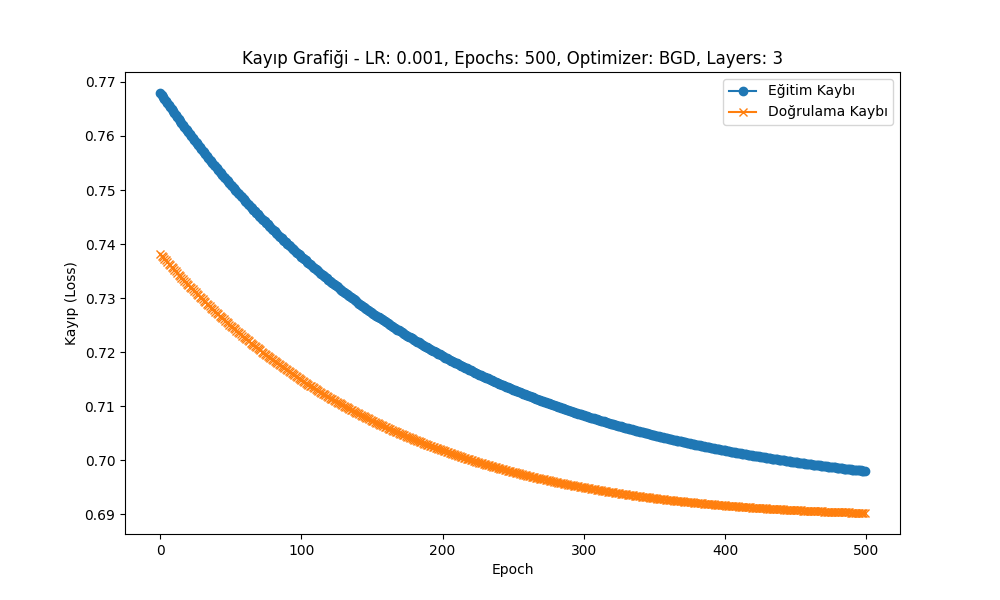 Kayıp Grafiği - LR: 0.001, Epochs: 500, Optimizer: BGD, Layers: 3
Eğitim Kaybı
Doğrulama Kaybı
Kayıp (Loss)
0.77
0.76
0.75
0.74
0.73
0.72
0.71
0.70
0.69
0 100 200 300 400 500
Epoch